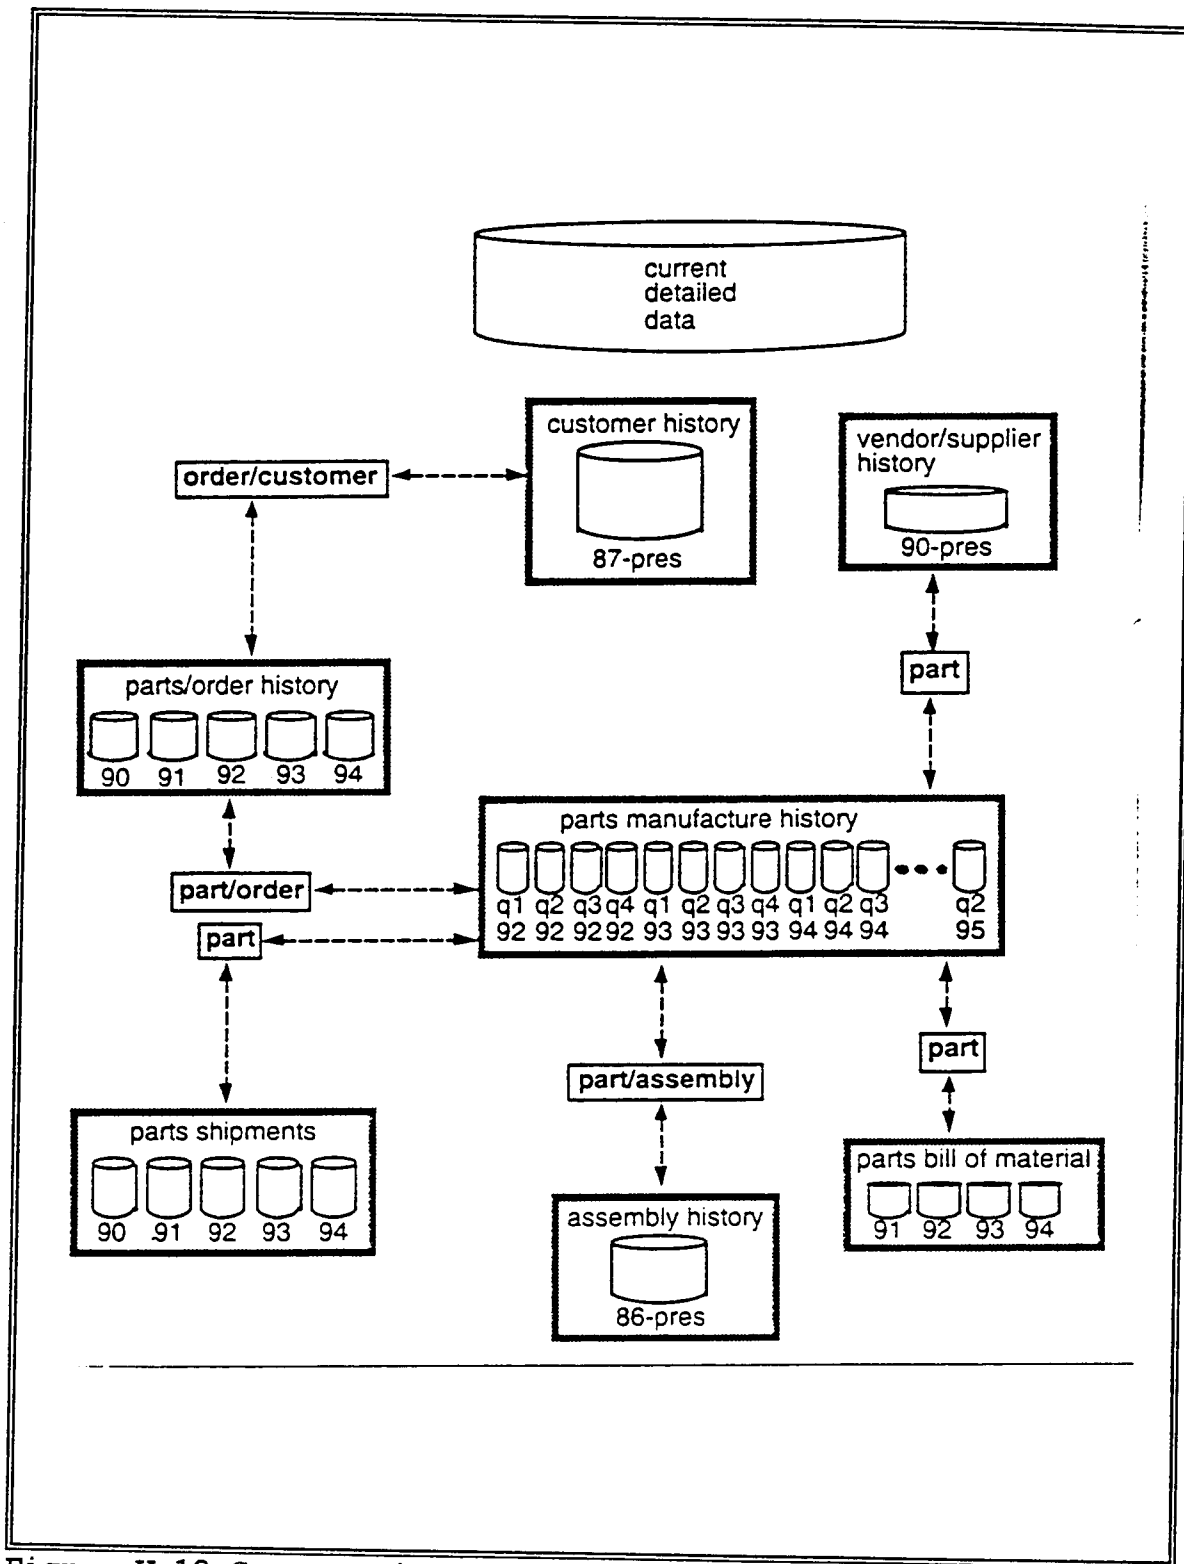 current
detailed
data
customer history
87-pres
vendor/supplier
history
90-pres
order/customer
part
parts/order history
90 91 92 93 94
parts manufacture history
q1 q2 q3 q4 q1 q2 q3 q4 q1 q2 q3 q2
92 92 92 92 93 93 93 93 94 94 94 95
part/order
part
part
part/assembly
parts shipments
90 91 92 93 94
parts bill of material
91 92 93 94
assembly history
86-pres